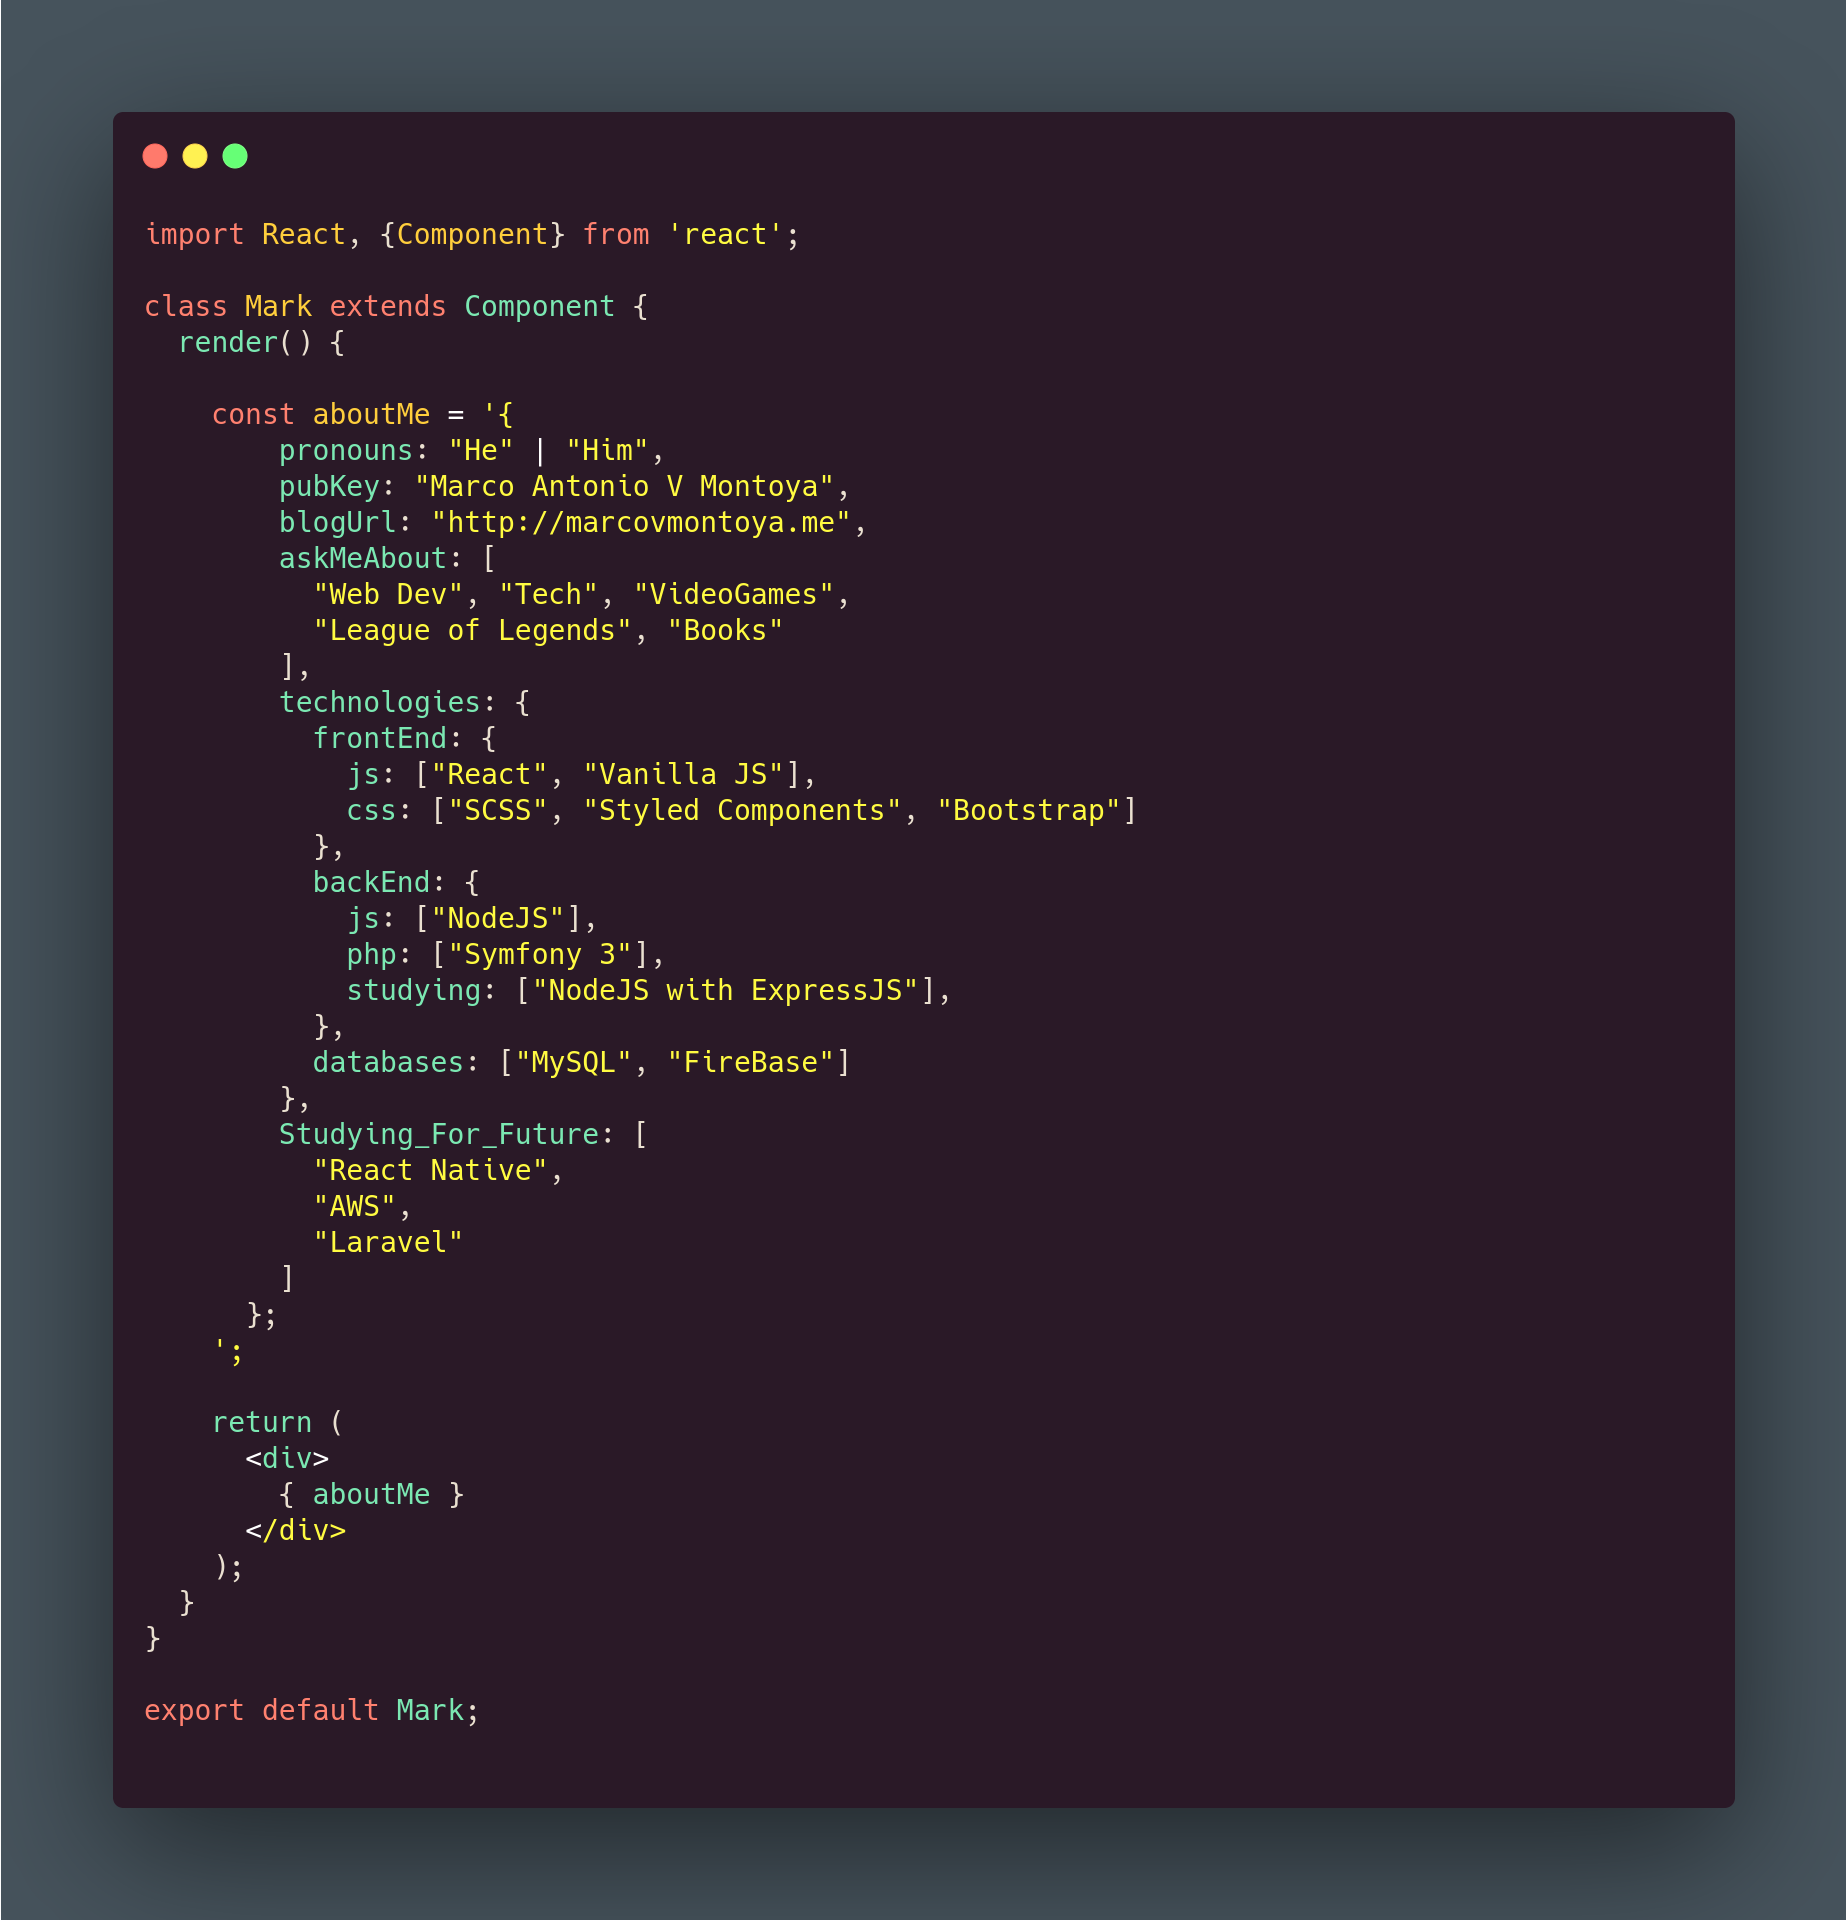 import React, {Component} from 'react';

class Mark extends Component {
  render() {

    const aboutMe = '{
        pronouns: "He" | "Him",
        pubKey: "Marco Antonio V Montoya",
        blogUrl: "http://marcovmontoya.me",
        askMeAbout: [
          "Web Dev", "Tech", "VideoGames",
          "League of Legends", "Books"
        ],
        technologies: {
          frontEnd: {
            js: ["React", "Vanilla JS"],
            css: ["SCSS", "Styled Components", "Bootstrap"]
          },
          backEnd: {
            js: ["NodeJS"],
            php: ["Symfony 3"],
            studying: ["NodeJS with ExpressJS"],
          },
          databases: ["MySQL", "FireBase"]
        },
        Studying_For_Future: [
          "React Native",
          "AWS",
          "Laravel"
        ]
      };
    ';

    return (
      <div>
        { aboutMe }
      </div>
    );
  }
}

export default Mark;